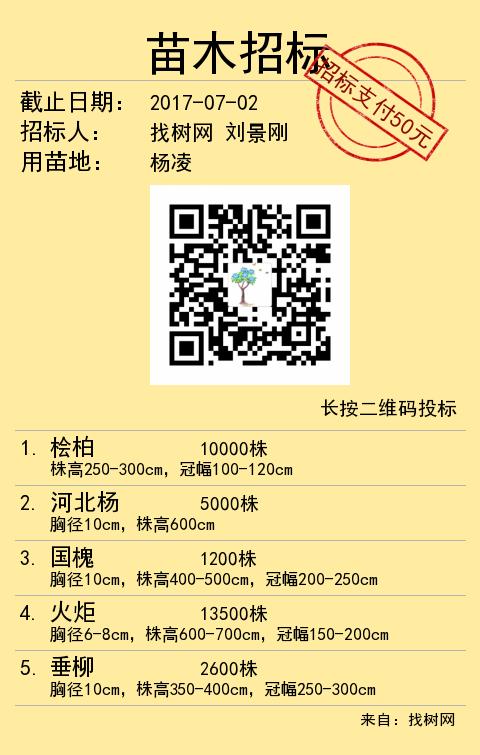 苗木招标
招标支付50元
截止日期： 2017-07-02
招标人： 找树网 刘景刚
用苗地： 杨凌
长按二维码投标
1. 桧柏 10000株
株高250-300cm，冠幅100-120cm
2. 河北杨 5000株
胸径10cm，株高600cm
3. 国槐 1200株
胸径10cm，株高400-500cm，冠幅200-250cm
4. 火炬 13500株
胸径6-8cm，株高600-700cm，冠幅150-200cm
5. 垂柳 2600株
胸径10cm，株高350-400cm，冠幅250-300cm
来自：找树网